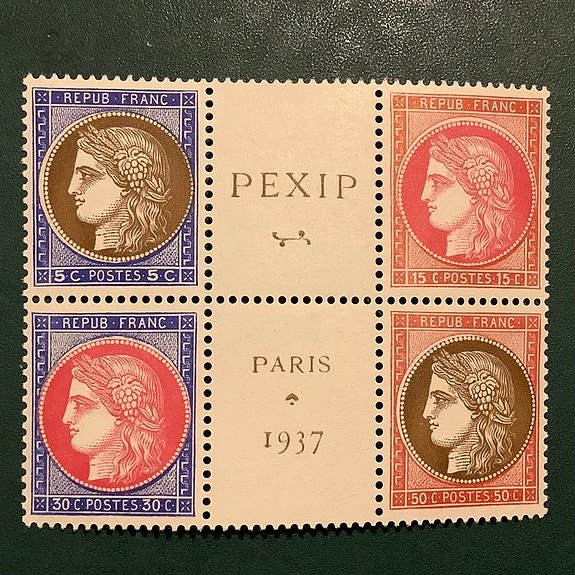 REPUB·FRANC·
5 C·POSTES·5 C·
PEXIP
REPUB·FRANC·
15 C·POSTES·15 C·
REPUB·FRANC·
30 C·POSTES·30 C·
PARIS
1937
REPUB·FRANC·
50 C·POSTES·50 C·